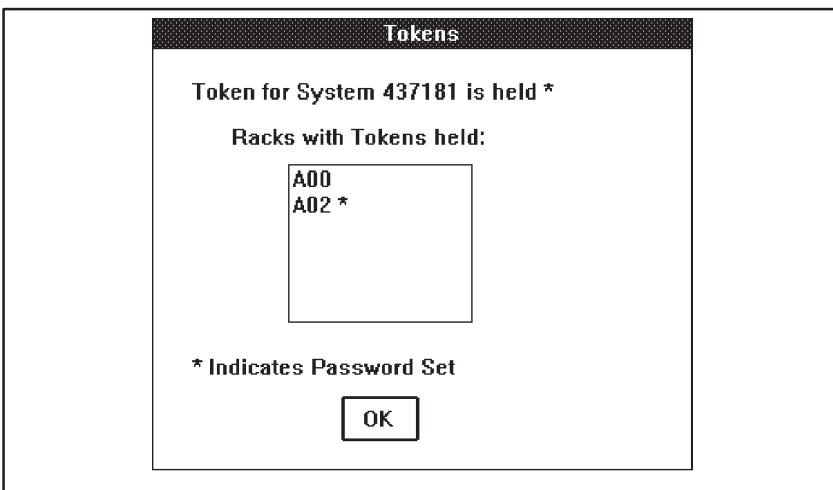 Tokens
Token for System 437181 is held *
Racks with Tokens held:
A00
A02 *
* Indicates Password Set
OK